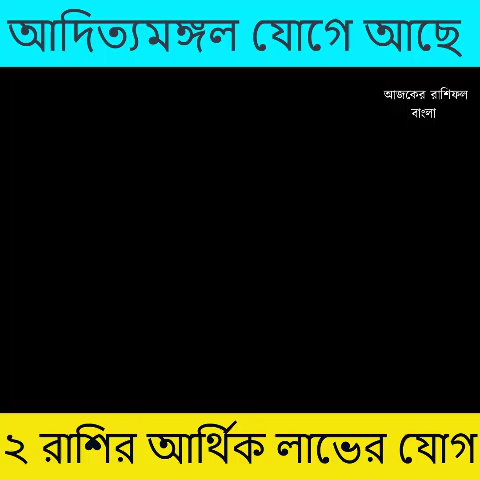 আদিত্যমঙ্গল যোগে আছে
আজকের রাশিফল
বাংলা
২ রাশির আর্থিক লাভের যোগ